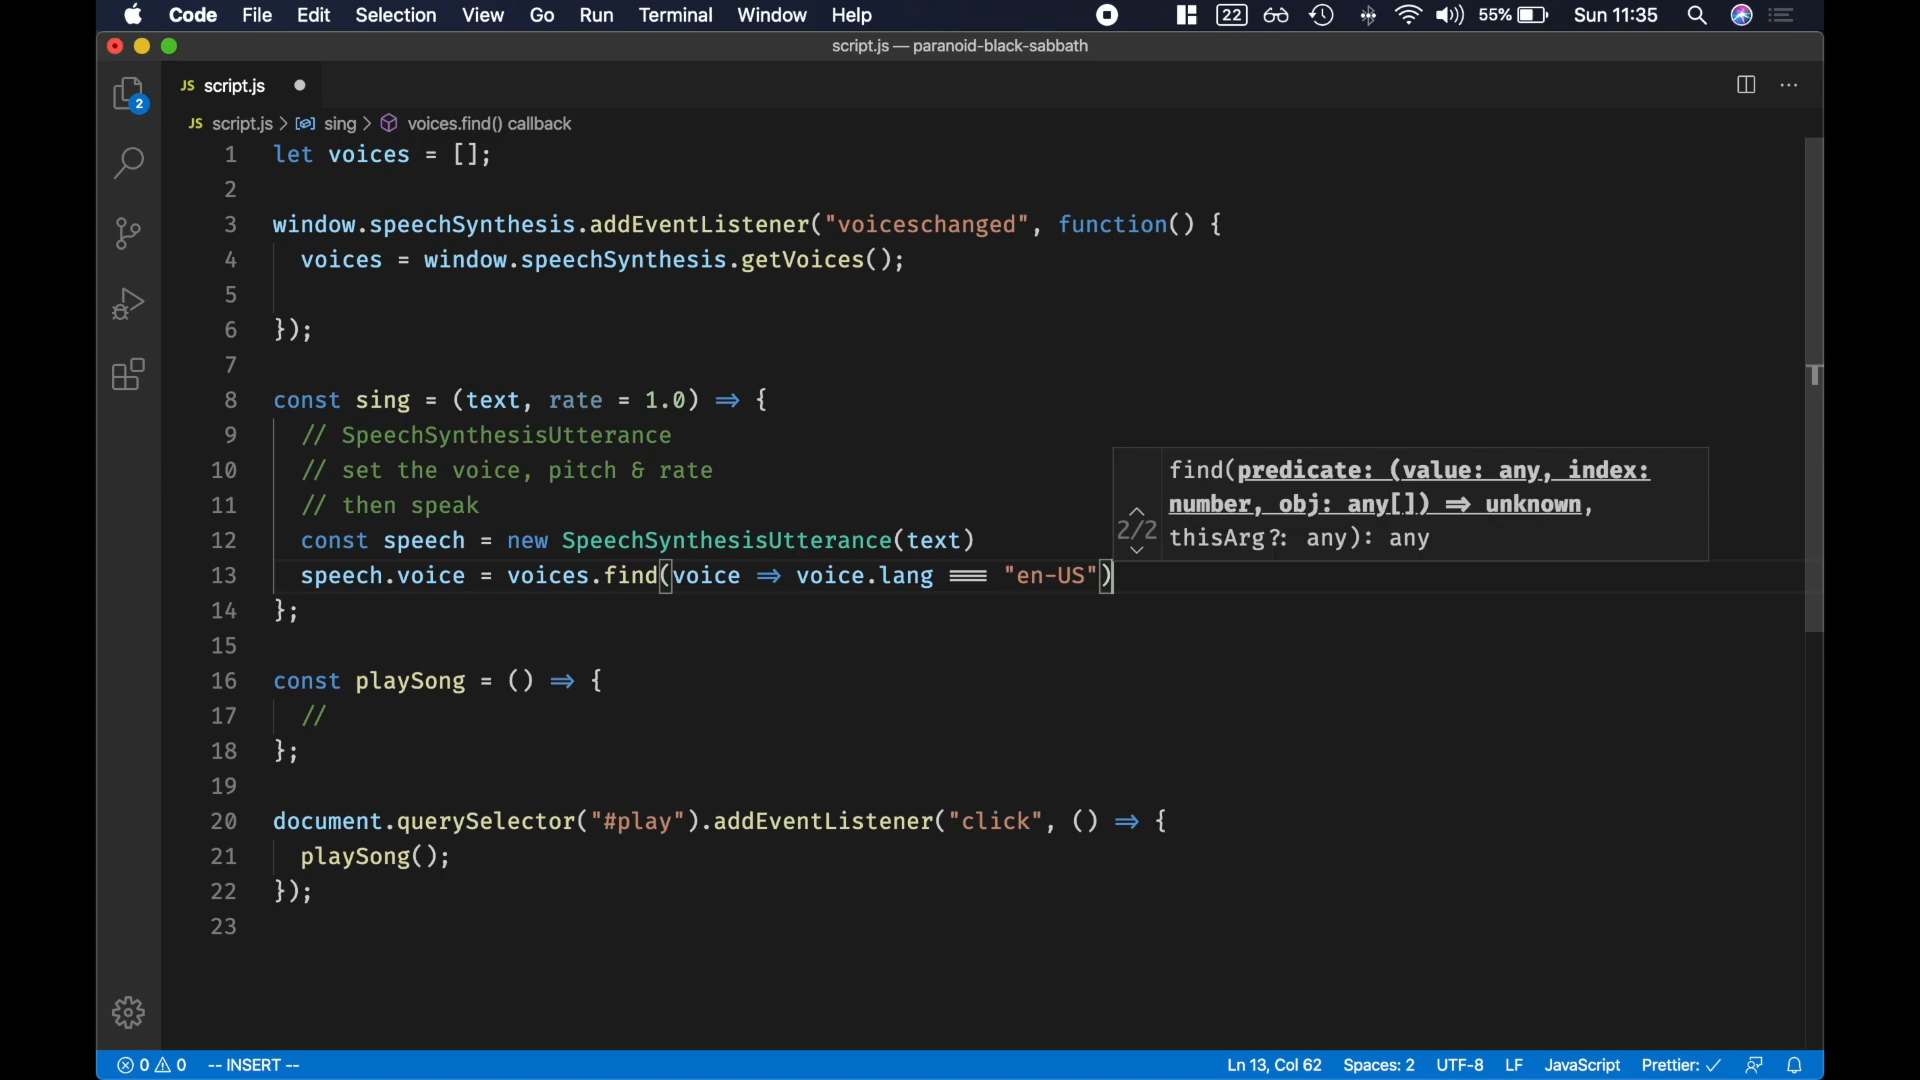 Code File Edit Selection View Go Run Terminal Window Help 22 55% Sun 11:35
script.js — paranoid-black-sabbath
2
JS script.js
JS script.js > sing > voices.find() callback
1 let voices = [];
2
3 window.speechSynthesis.addEventListener("voiceschanged", function() {
4 voices = window.speechSynthesis.getVoices();
5
6 });
7
8 const sing = (text, rate = 1.0) => {
9 // SpeechSynthesisUtterance
10 // set the voice, pitch & rate
11 // then speak
12 const speech = new SpeechSynthesisUtterance(text)
13 speech.voice = voices.find(voice => voice.lang === "en-US")
14 };
15
16 const playSong = () => {
17 //
18 };
19
20 document.querySelector("#play").addEventListener("click", () => {
21 playSong();
22 });
23
2/2
find(predicate: (value: any, index:
number, obj: any[]) => unknown,
thisArg?: any): any
0 0 -- INSERT -- Ln 13, Col 62 Spaces: 2 UTF-8 LF JavaScript Prettier: ✓